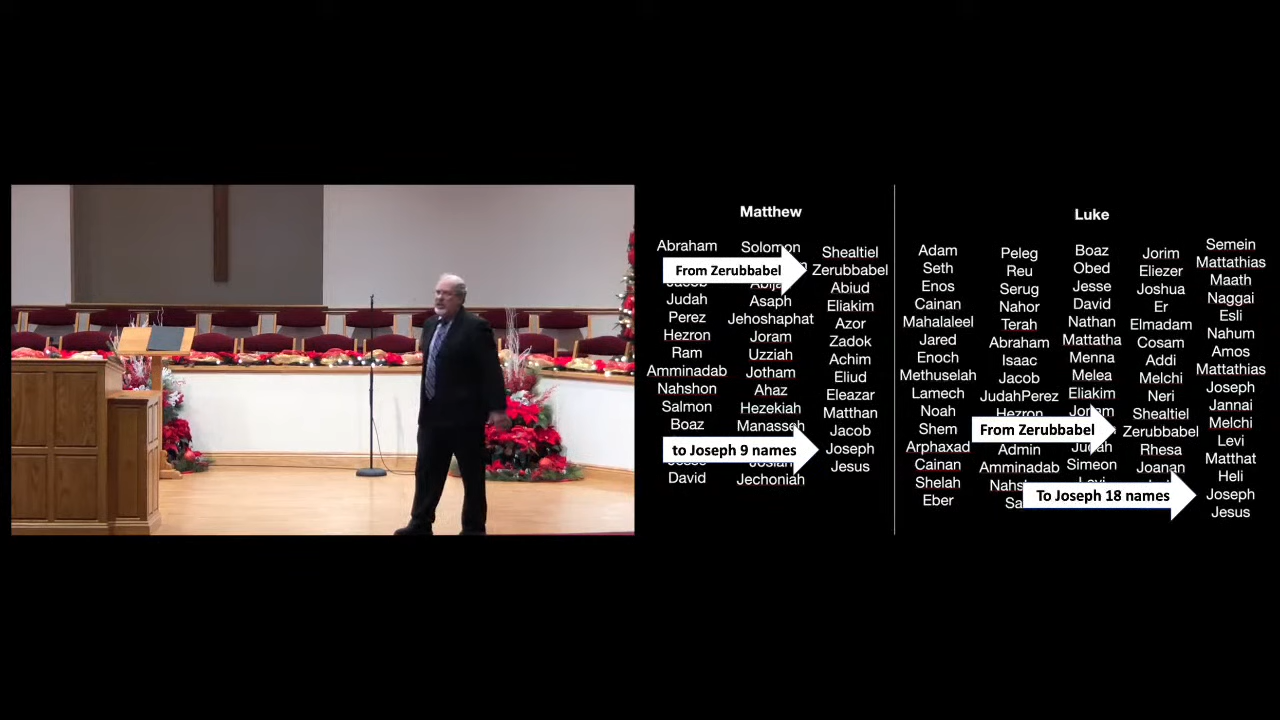 Matthew
Abraham
From Zerubbabel
Judah
Perez
Hezron
Ram
Amminadab
Nahshon
Salmon
Boaz
to Joseph 9 names
David
Solomon
Asaph
Jehoshaphat
Joram
Uzziah
Jotham
Ahaz
Hezekiah
Manasseh
Jechoniah
Shealtiel
Zerubbabel
Abiud
Eliakim
Azor
Zadok
Achim
Eliud
Eleazar
Matthan
Jacob
Joseph
Jesus
Luke
Adam
Seth
Enos
Cainan
Mahalaleel
Jared
Enoch
Methuselah
Lamech
Noah
Shem
Arphaxad
Cainan
Shelah
Eber
Peleg
Reu
Serug
Nahor
Terah
Abraham
Isaac
Jacob
JudahPerez
Hezron
From Zerubbabel
Admin
Amminadab
To Joseph 18 names
Boaz
Obed
Jesse
David
Nathan
Mattatha
Menna
Melea
Eliakim
Simeon
Jorim
Eliezer
Joshua
Er
Elmadam
Cosam
Addi
Melchi
Neri
Shealtiel
Zerubbabel
Rhesa
Joanan
Semein
Mattathias
Maath
Naggai
Esli
Nahum
Amos
Mattathias
Joseph
Jannai
Melchi
Levi
Matthat
Heli
Joseph
Jesus